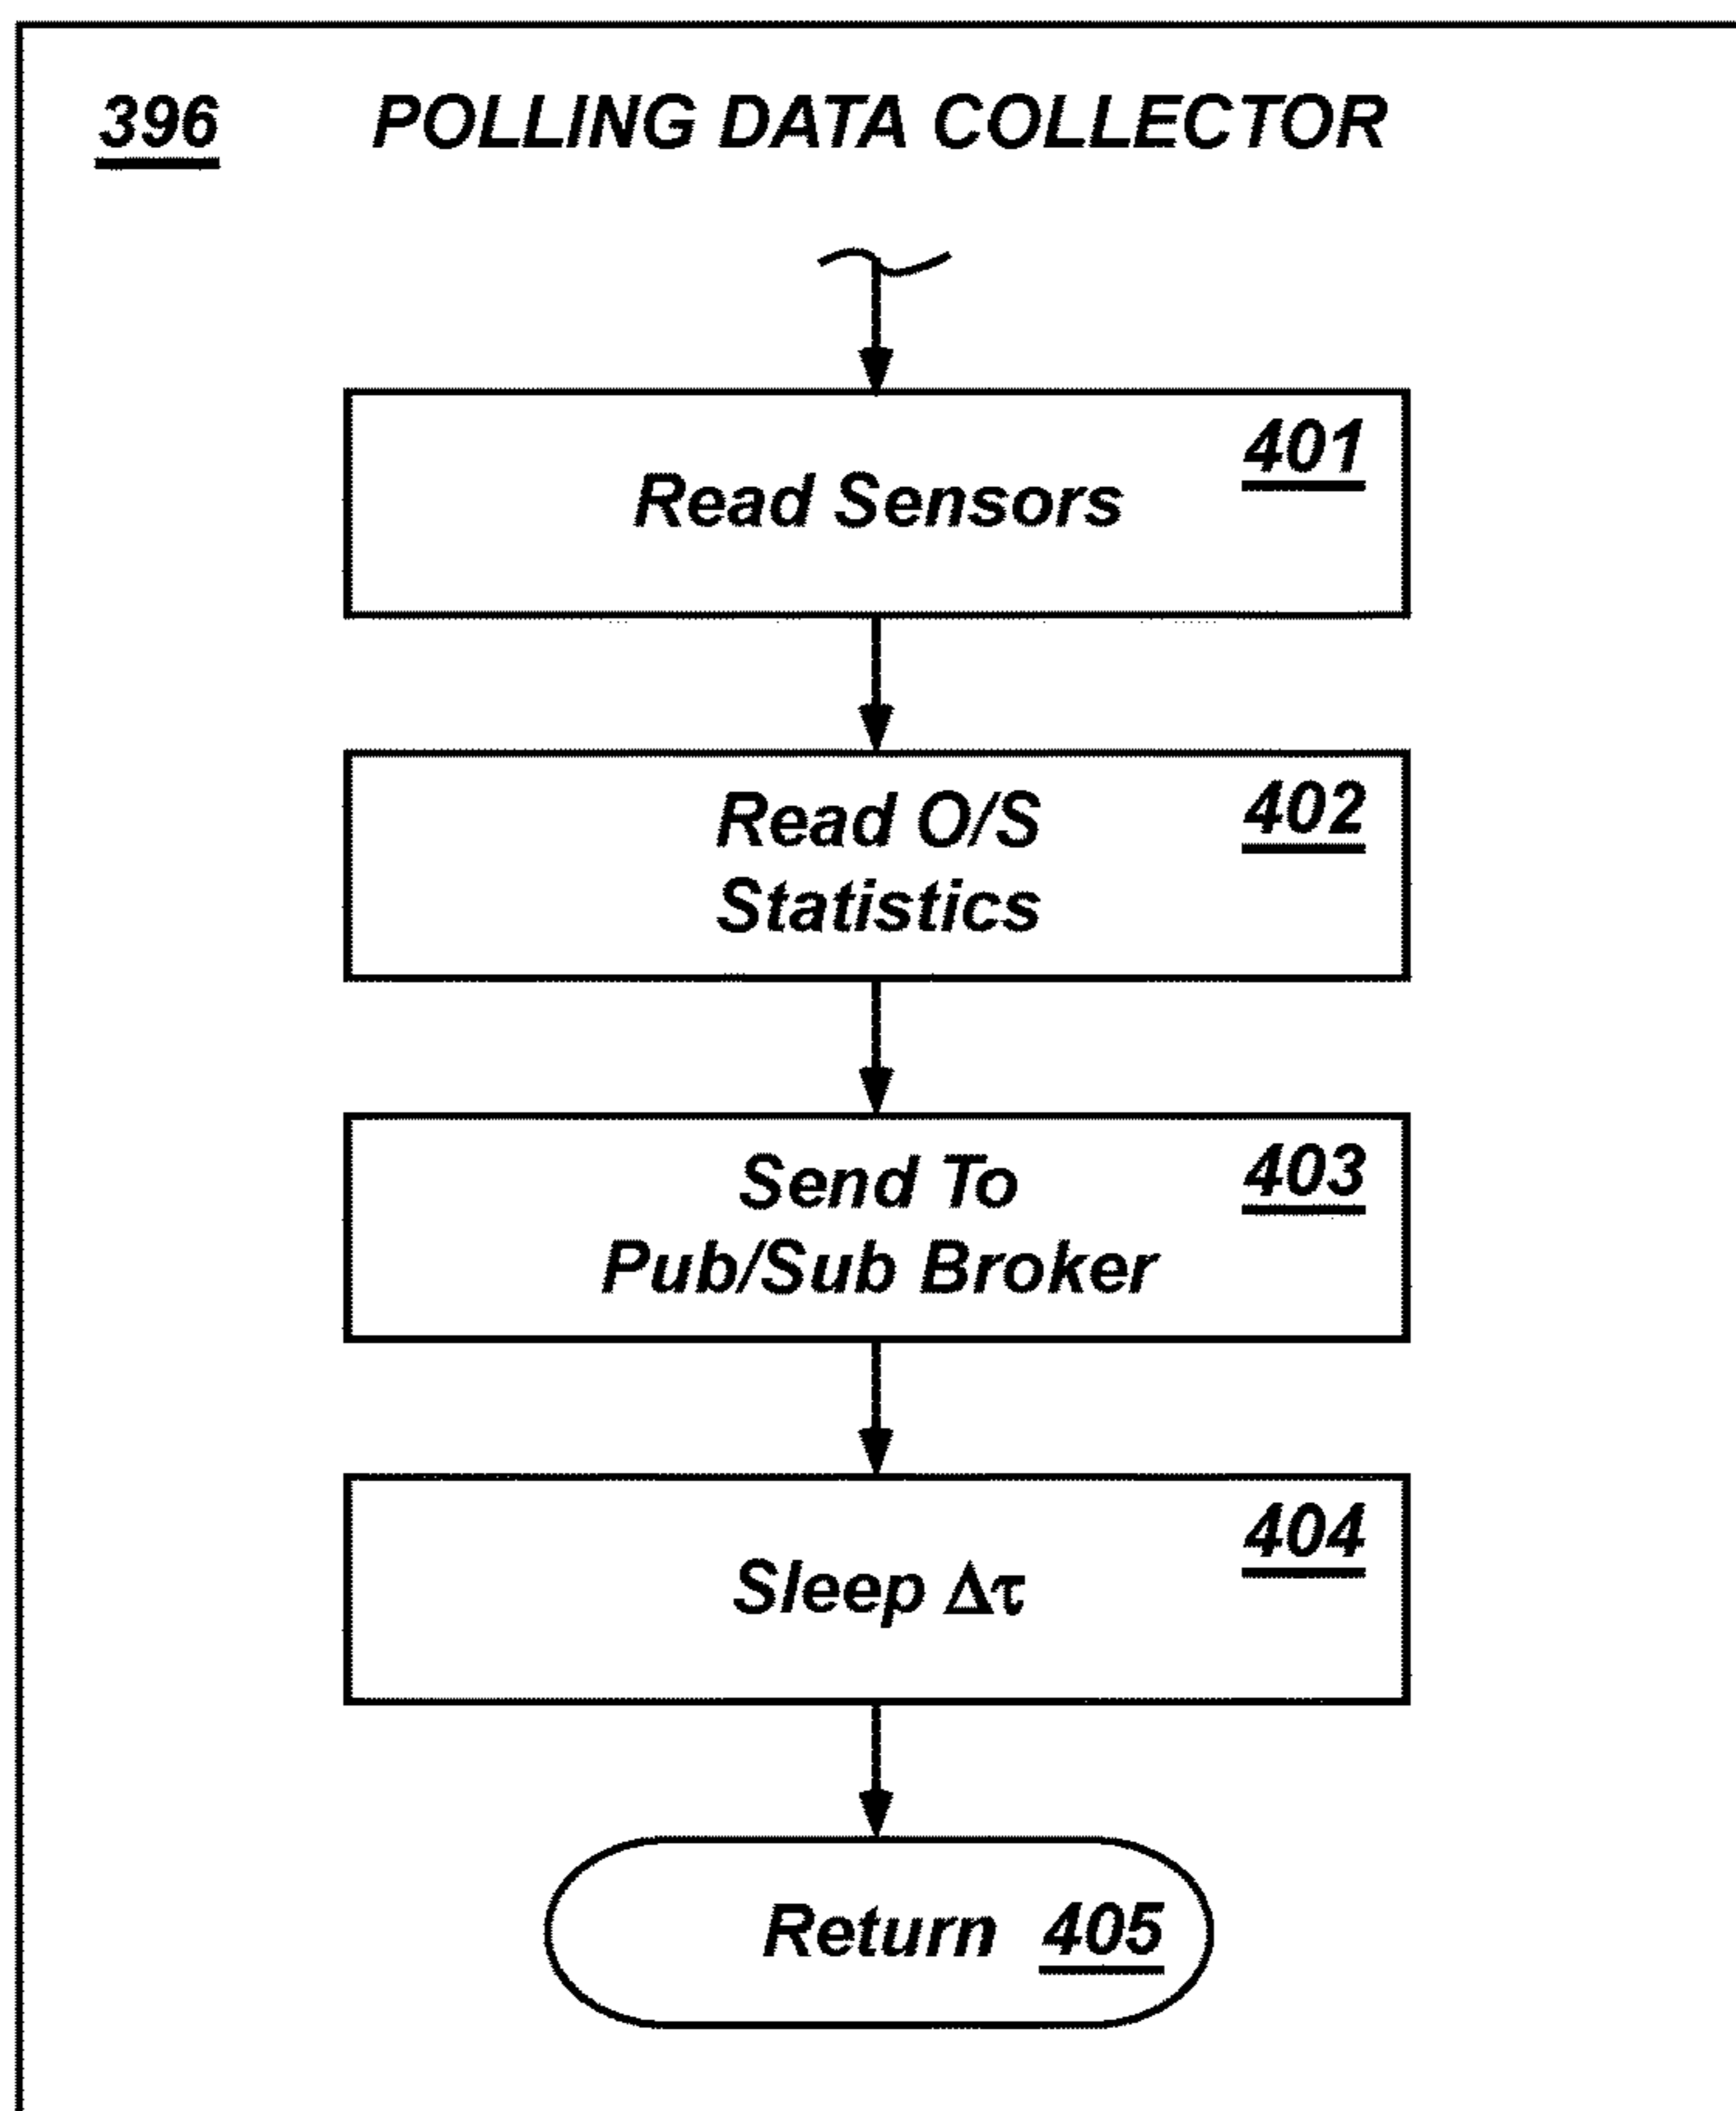 396 POLLING DATA COLLECTOR
401
Read Sensors
402
Read O/S
Statistics
403
Send To
Pub/Sub Broker
404
Sleep Δτ
Return 405